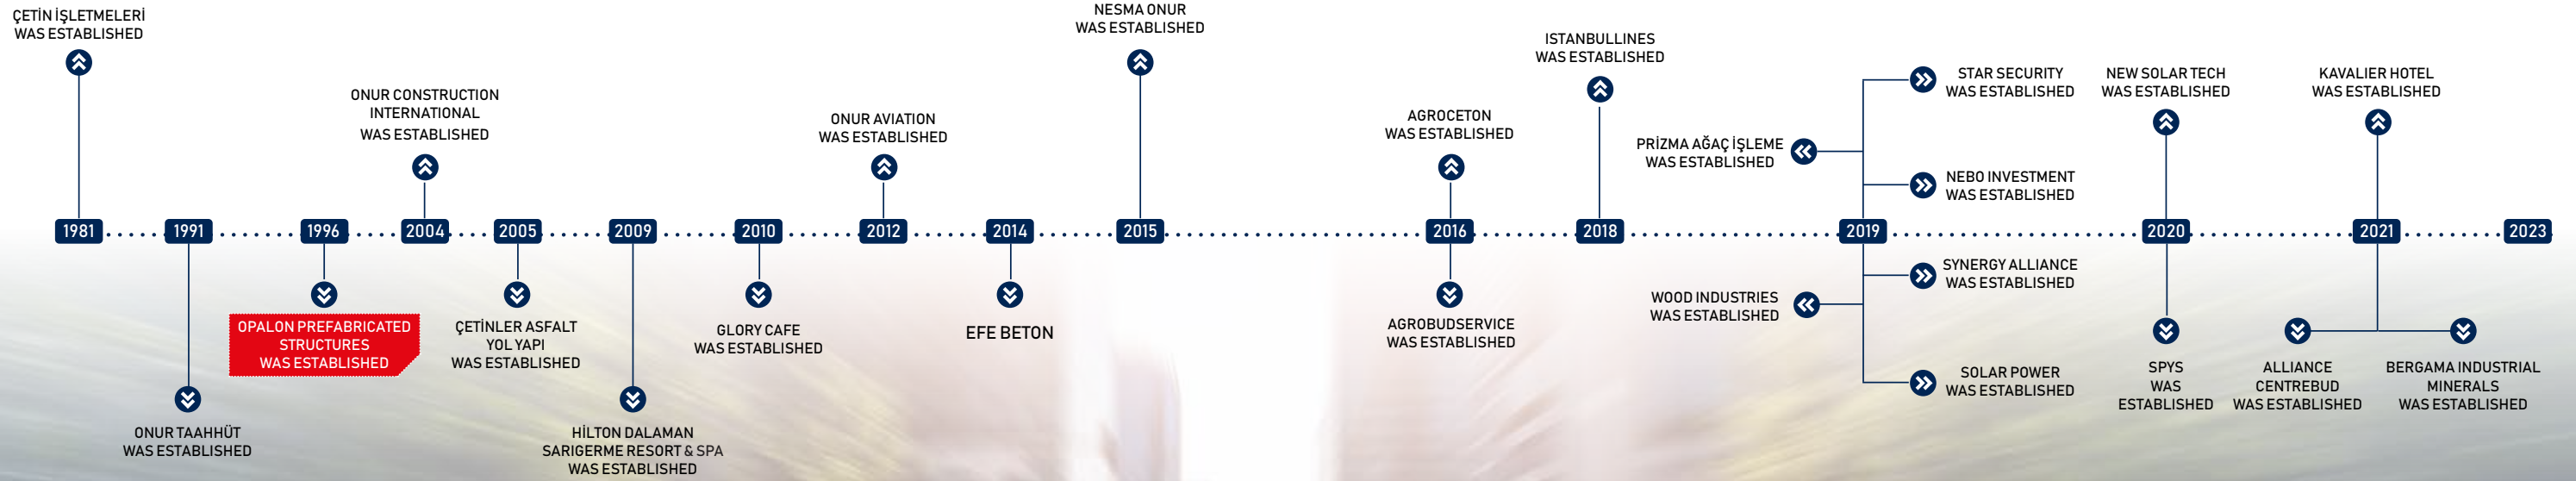 ÇETİN İŞLETMELERİ
WAS ESTABLISHED
ONUR CONSTRUCTION
INTERNATIONAL
WAS ESTABLISHED
ONUR AVIATION
WAS ESTABLISHED
NESMA ONUR
WAS ESTABLISHED
AGROCETON
WAS ESTABLISHED
ISTANBULLINES
WAS ESTABLISHED
PRİZMA AĞAÇ İŞLEME
WAS ESTABLISHED
STAR SECURITY
WAS ESTABLISHED
NEBO INVESTMENT
WAS ESTABLISHED
NEW SOLAR TECH
WAS ESTABLISHED
KAVALIER HOTEL
WAS ESTABLISHED
1981
1991
1996
2004
2005
2009
2010
2012
2014
2015
2016
2018
2019
2020
2021
2023
ONUR TAAHHÜT
WAS ESTABLISHED
OPALON PREFABRICATED
STRUCTURES
WAS ESTABLISHED
ÇETİNLER ASFALT
YOL YAPI
WAS ESTABLISHED
HİLTON DALAMAN
SARIGERME RESORT & SPA
WAS ESTABLISHED
GLORY CAFE
WAS ESTABLISHED
EFE BETON
AGROBUDSERVICE
WAS ESTABLISHED
WOOD INDUSTRIES
WAS ESTABLISHED
SYNERGY ALLIANCE
WAS ESTABLISHED
SOLAR POWER
WAS ESTABLISHED
SPYS
WAS
ESTABLISHED
ALLIANCE
CENTREBUD
WAS ESTABLISHED
BERGAMA INDUSTRIAL
MINERALS
WAS ESTABLISHED